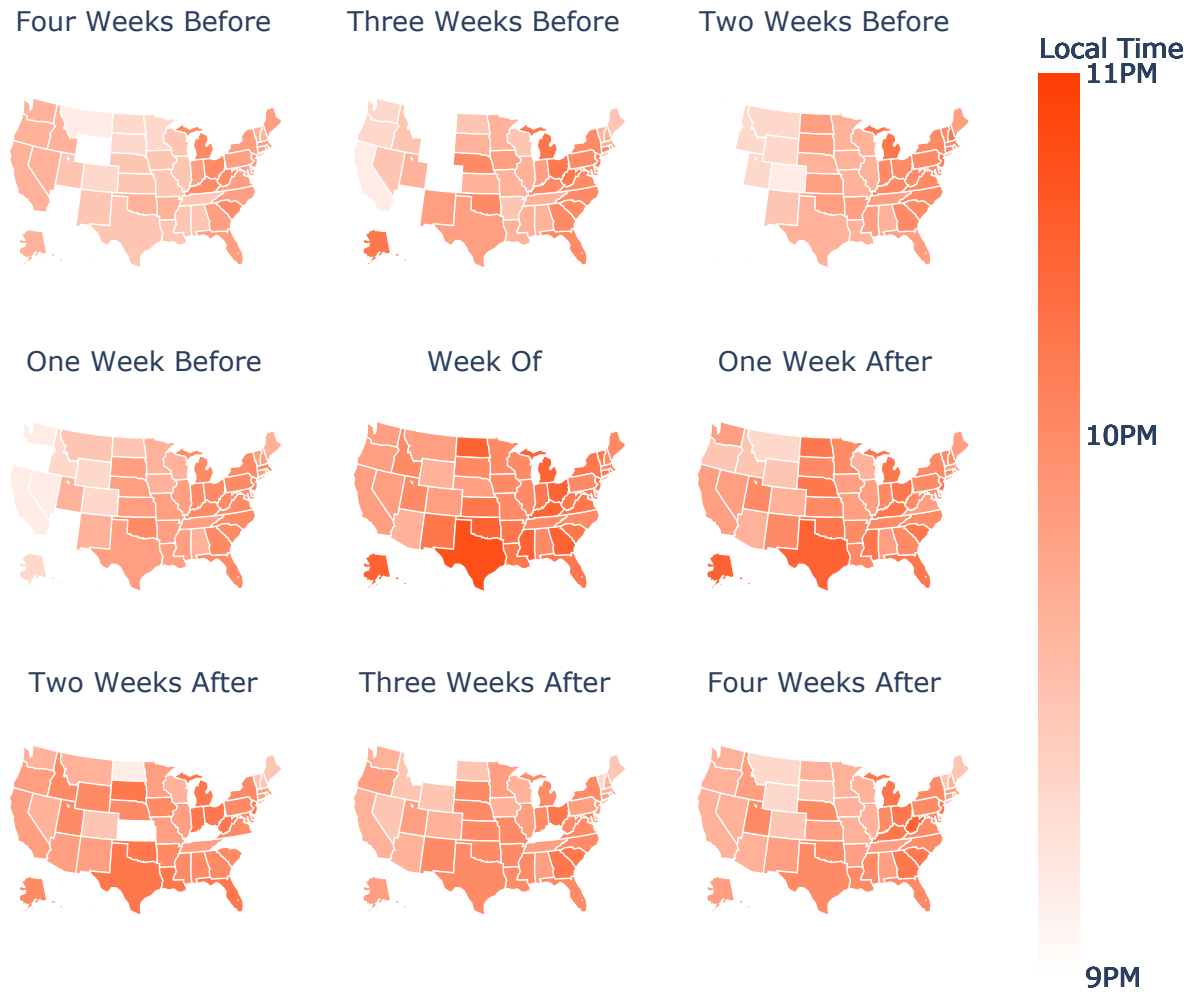 Four Weeks Before
Three Weeks Before
Two Weeks Before
Local Time
11PM
One Week Before
Week Of
One Week After
10PM
Two Weeks After
Three Weeks After
Four Weeks After
9PM